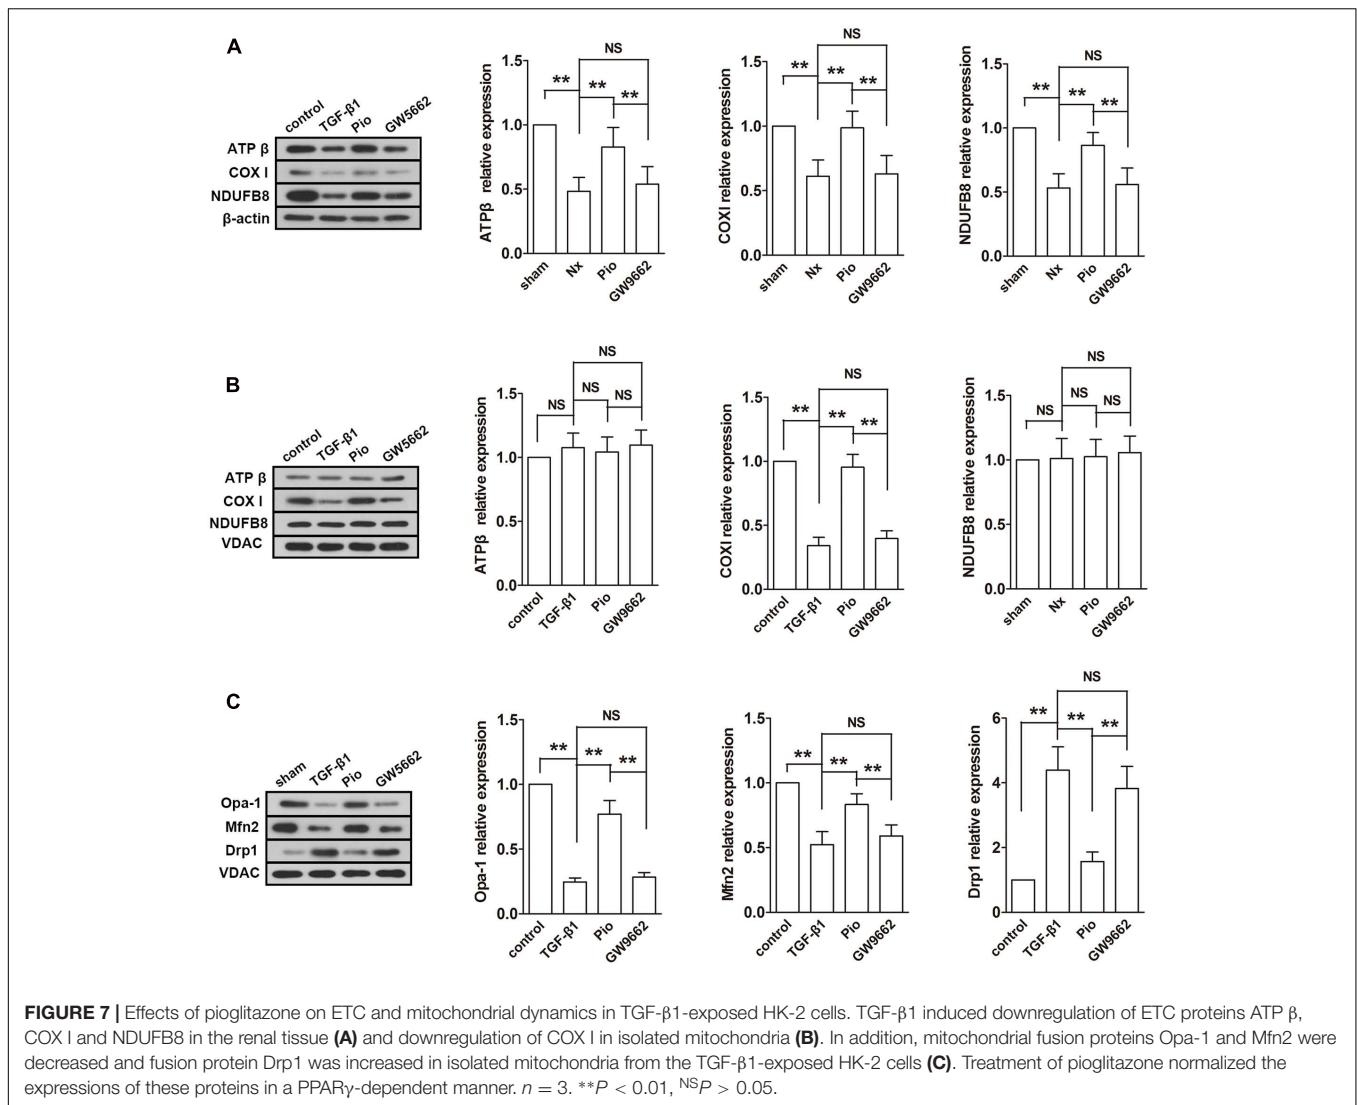 A
control TGF-β1 Pio GW5662
ATP β
COX I
NDUFB8
β-actin
ATPβ relative expression
1.5
1.0
0.5
0.0
** ** ** NS
sham Nx Pio GW9662
COXI relative expression
1.5
1.0
0.5
0.0
** ** ** NS
sham Nx Pio GW9662
NDUFB8 relative expression
1.5
1.0
0.5
0.0
** ** ** NS
sham Nx Pio GW9662
B
control TGF-β1 Pio GW5662
ATP β
COX I
NDUFB8
VDAC
ATPβ relative expression
1.5
1.0
0.5
0.0
NS NS NS NS
control TGF-β1 Pio GW9662
COXI relative expression
1.5
1.0
0.5
0.0
** ** ** NS
control TGF-β1 Pio GW9662
NDUFB8 relative expression
1.5
1.0
0.5
0.0
NS NS NS NS
sham Nx Pio GW9662
C
sham TGF-β1 Pio GW5662
Opa-1
Mfn2
Drp1
VDAC
Opa-1 relative expression
1.5
1.0
0.5
0.0
** ** ** NS
control TGF-β1 Pio GW9662
Mfn2 relative expression
1.5
1.0
0.5
0.0
** ** ** NS
control TGF-β1 Pio GW9662
Drp1 relative expression
6
4
2
0
** ** ** NS
control TGF-β1 Pio GW9662
FIGURE 7 | Effects of pioglitazone on ETC and mitochondrial dynamics in TGF-β1-exposed HK-2 cells. TGF-β1 induced downregulation of ETC proteins ATP β,
COX I and NDUFB8 in the renal tissue (A) and downregulation of COX I in isolated mitochondria (B). In addition, mitochondrial fusion proteins Opa-1 and Mfn2 were
decreased and fusion protein Drp1 was increased in isolated mitochondria from the TGF-β1-exposed HK-2 cells (C). Treatment of pioglitazone normalized the
expressions of these proteins in a PPARγ-dependent manner. n = 3. **P < 0.01, NSP > 0.05.